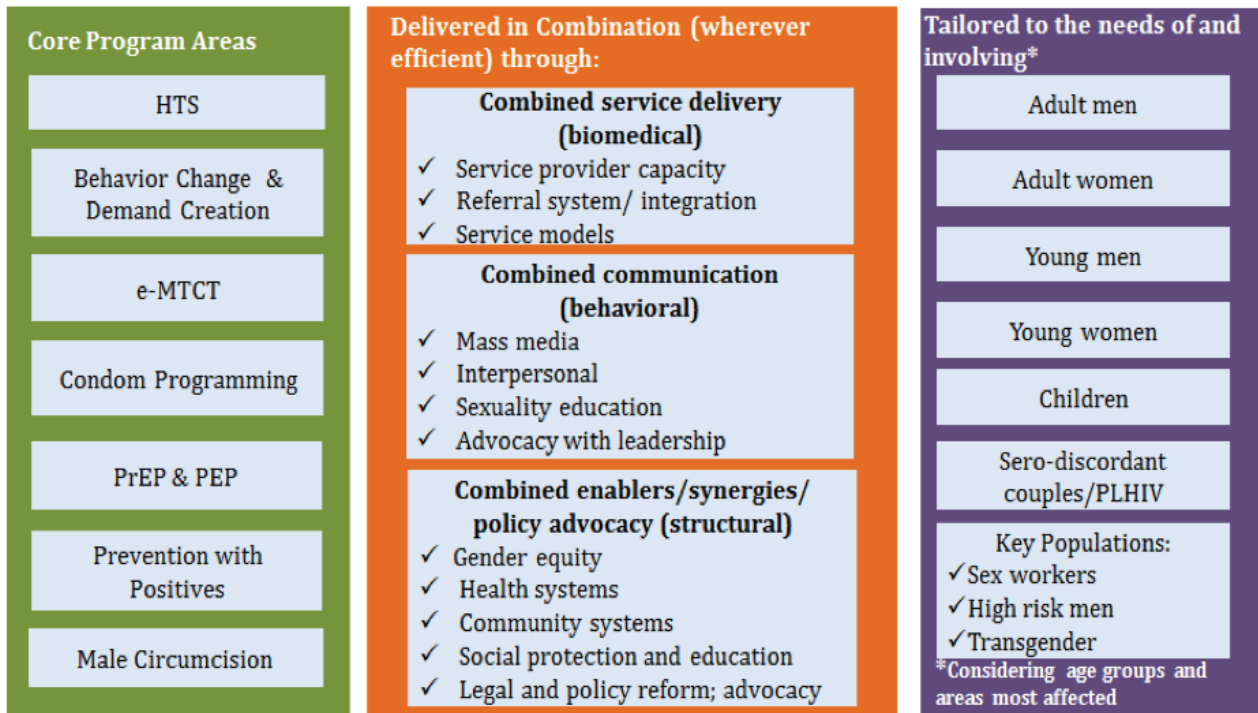 Core Program Areas
HTS
Behavior Change &
Demand Creation
e-MTCT
Condom Programming
PrEP & PEP
Prevention with
Positives
Male Circumcision
Delivered in Combination (wherever
efficient) through:
Combined service delivery
(biomedical)
✓ Service provider capacity
✓ Referral system/ integration
✓ Service models
Combined communication
(behavioral)
✓ Mass media
✓ Interpersonal
✓ Sexuality education
✓ Advocacy with leadership
Combined enablers/synergies/
policy advocacy (structural)
✓ Gender equity
✓ Health systems
✓ Community systems
✓ Social protection and education
✓ Legal and policy reform; advocacy
Tailored to the needs of and
involving*
Adult men
Adult women
Young men
Young women
Children
Sero-discordant
couples/PLHIV
Key Populations:
✓Sex workers
✓High risk men
✓Transgender
*Considering age groups and
areas most affected